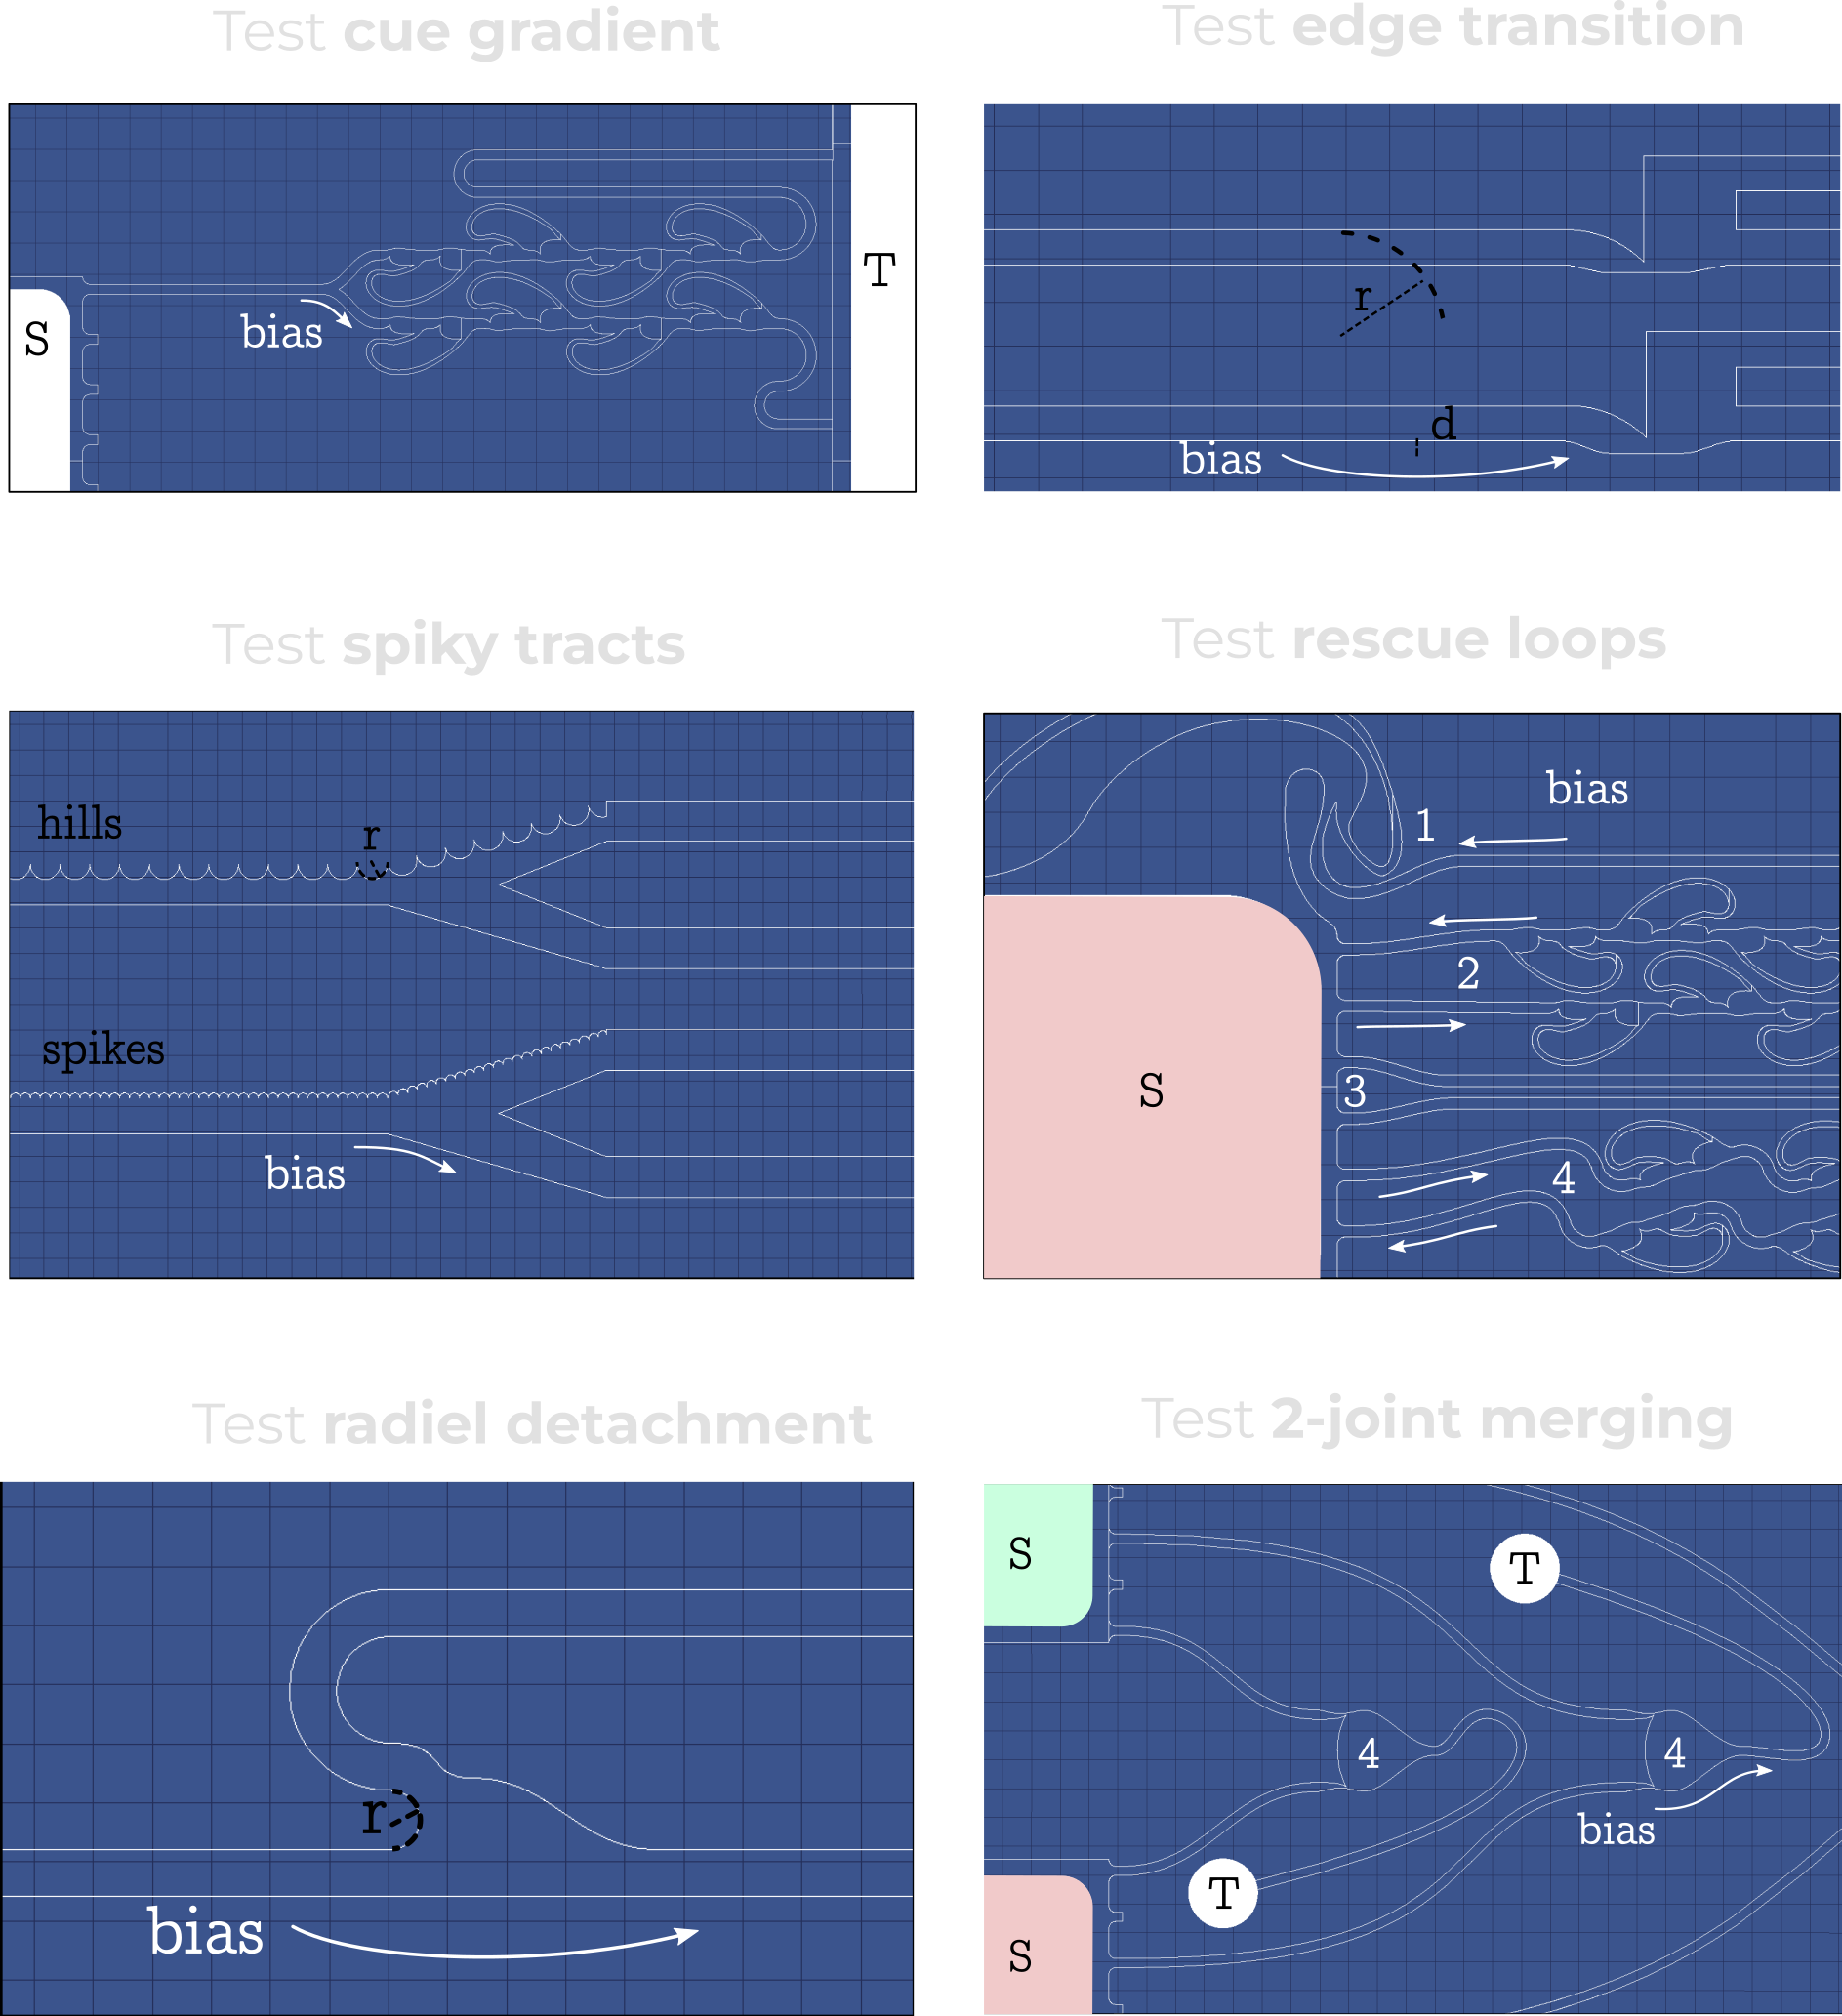 Test cue gradient
S
bias
T
Test edge transition
r
d
bias
Test spiky tracts
hills
r
spikes
bias
Test rescue loops
bias
1
2
S
3
4
Test radiel detachment
r
bias
Test 2-joint merging
S
T
4
4
bias
T
S